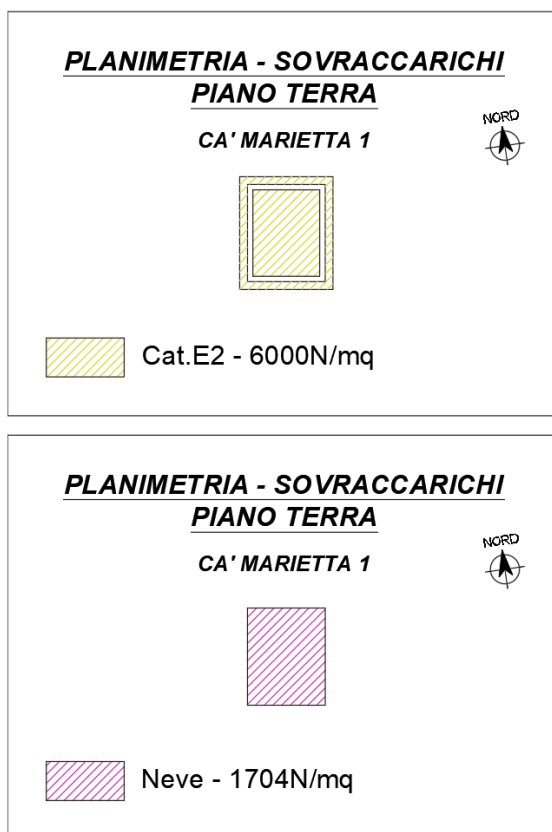 PLANIMETRIA - SOVRACCARICHI
PIANO TERRA
NORD
CA' MARIETTA 1
Cat.E2 - 6000N/mq
PLANIMETRIA - SOVRACCARICHI
PIANO TERRA
NORD
CA' MARIETTA 1
Neve - 1704N/mq